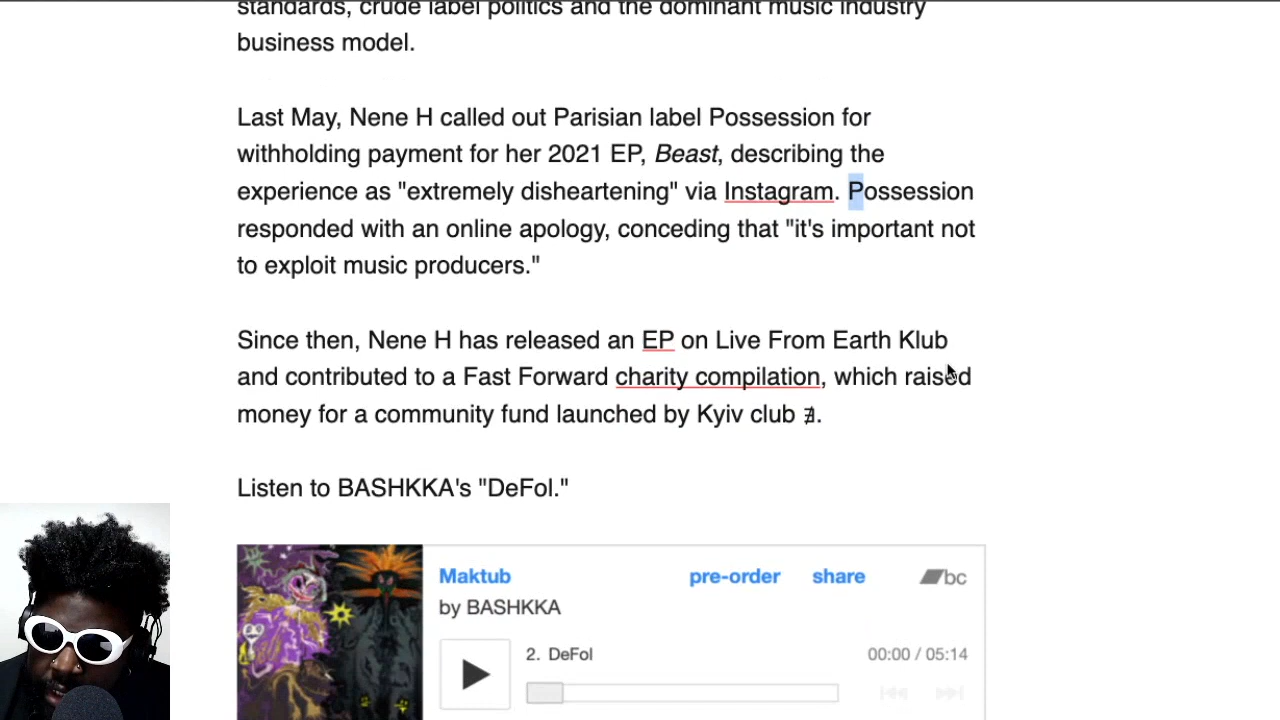 standards, crude label politics and the dominant music industry
business model.
Last May, Nene H called out Parisian label Possession for
withholding payment for her 2021 EP, Beast, describing the
experience as "extremely disheartening" via Instagram. Possession
responded with an online apology, conceding that "it's important not
to exploit music producers."
Since then, Nene H has released an EP on Live From Earth Klub
and contributed to a Fast Forward charity compilation, which raised
money for a community fund launched by Kyiv club ∄.
Listen to BASHKKA's "DeFol."
Maktub pre-order share bc
by BASHKKA
2. DeFol 00:00 / 05:14